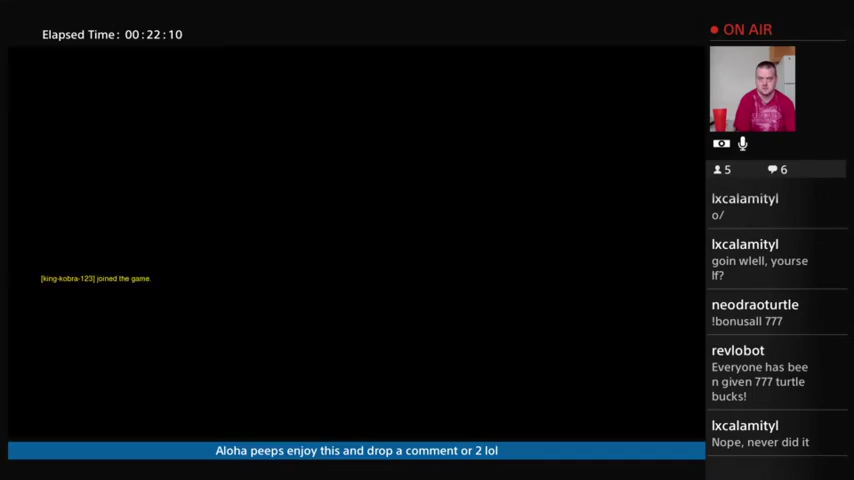 Elapsed Time: 00:22:10
ON AIR
5 6
lxcalamityl
o/
lxcalamityl
goin wlell, yourse
lf?
neodraoturtle
!bonusall 777
revlobot
Everyone has bee
n given 777 turtle
bucks!
lxcalamityl
Nope, never did it
[king-kobra-123] joined the game.
Aloha peeps enjoy this and drop a comment or 2 lol